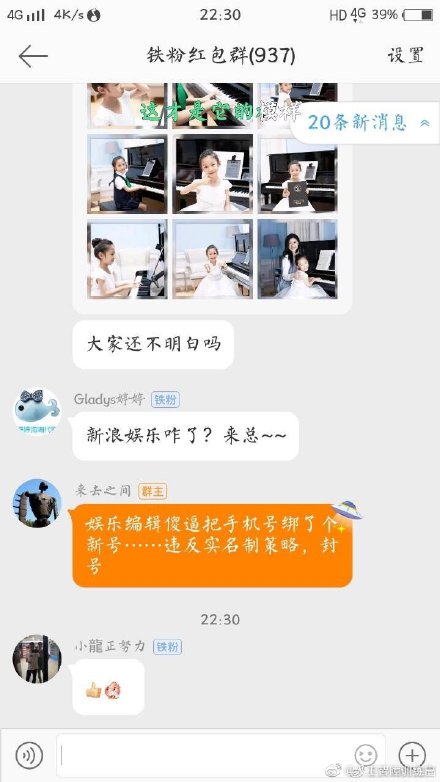 4G 4K/s 22:30 HD 4G 39%
铁粉红包群(937) 设置
这才是它的模样
20条新消息
大家还不明白吗
Gladys婷婷 铁粉
新浪娱乐咋了？来总~~
来去之间 群主
娱乐编辑傻逼把手机号绑了个
新号……违反实名制策略，封
号
22:30
小龍正努力 铁粉